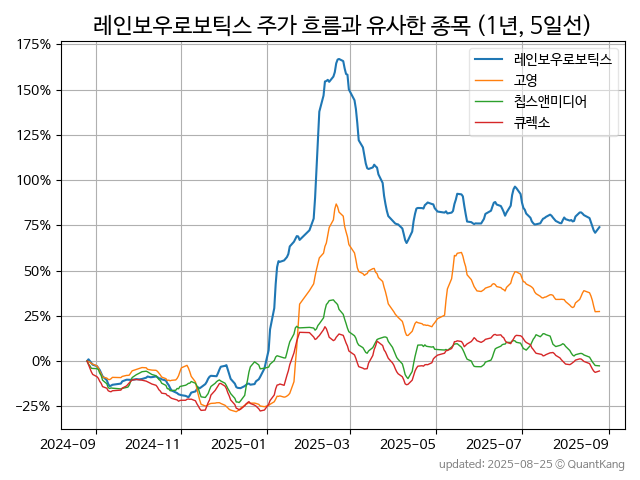 레인보우로보틱스 주가 흐름과 유사한 종목 (1년, 5일선)
175%
150%
125%
100%
75%
50%
25%
0%
−25%
레인보우로보틱스
고영
칩스앤미디어
큐렉소
2024-09
2024-11
2025-01
2025-03
2025-05
2025-07
2025-09
updated: 2025-08-25 © QuantKang